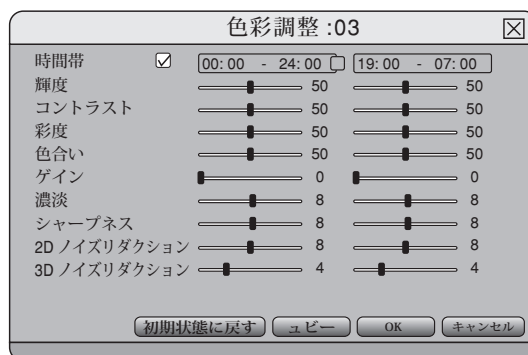 色彩調整 :03
時間帯 00:00 - 24:00 19:00 - 07:00
輝度 50 50
コントラスト 50 50
彩度 50 50
色合い 50 50
ゲイン 0 0
濃淡 8 8
シャープネス 8 8
2D ノイズリダクション 8 8
3D ノイズリダクション 4 4
初期状態に戻す ュピー OK キャンセル